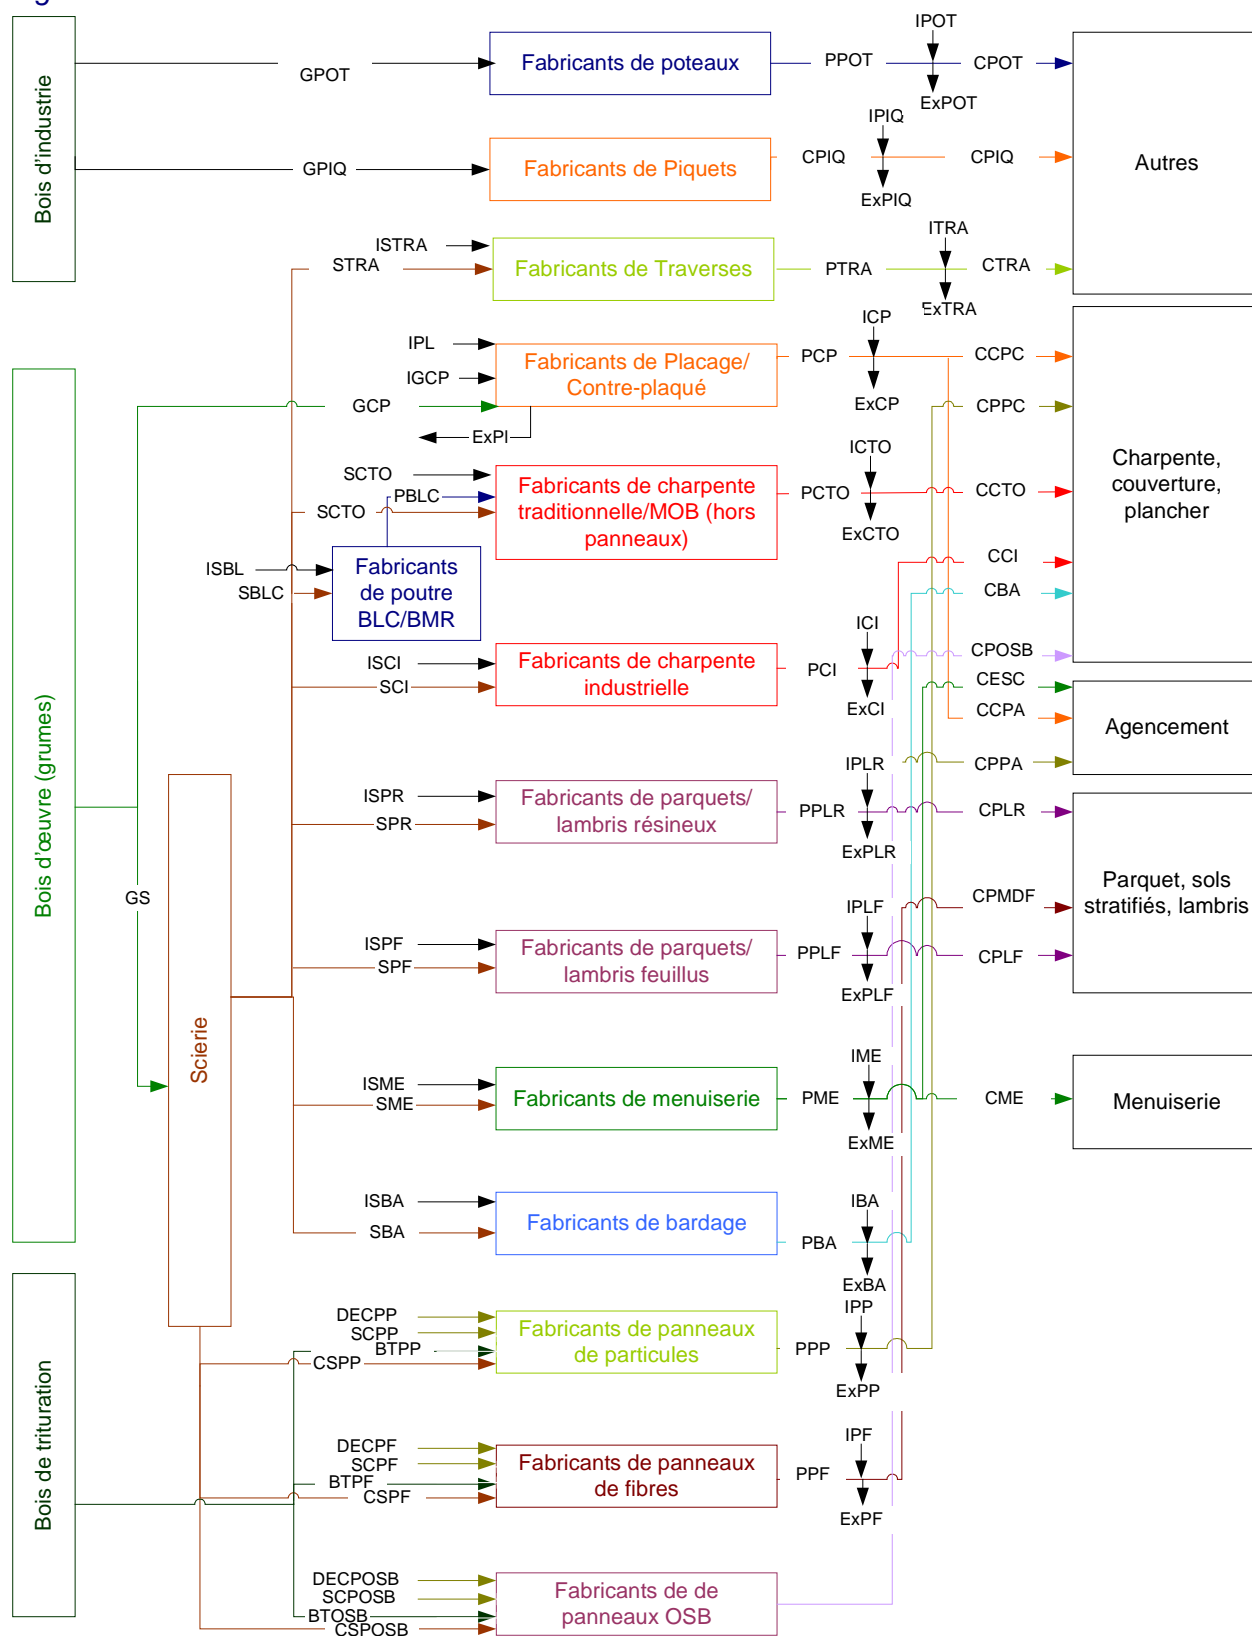 IPOT
GPOT
Fabricants de poteaux
PPOT
CPOT
ExPOT
IPIQ
Bois d'industrie
GPIQ
Fabricants de Piquets
CPIQ
CPIQ
Autres
ExPIQ
ISTRA
ITRA
STRA
Fabricants de Traverses
PTRA
CTRA
ExTRA
ICP
IPL
Fabricants de Placage/
Contre-plaqué
PCP
CCPC
IGCP
ExCP
GCP
CPPC
ExPl
ICTO
SCTO
Fabricants de charpente
traditionnelle/MOB (hors
panneaux)
PBLC
PCTO
CCTO
Charpente,
couverture,
plancher
SCTO
ExCTO
CCI
ISBL
Fabricants
de poutre
BLC/BMR
SBLC
CBA
ICI
ISCI
Fabricants de charpente
industrielle
PCI
CPOSB
SCI
CESC
ExCI
CCPA
Agencement
Bois d'œuvre (grumes)
IPLR
CPPA
ISPR
Fabricants de parquets/
lambris résineux
PPLR
CPLR
SPR
ExPLR
GS
CPMDF
Parquet, sols
stratifiés, lambris
IPLF
ISPF
Fabricants de parquets/
lambris feuillus
PPLF
CPLF
SPF
ExPLF
Scierie
IME
ISME
Fabricants de menuiserie
PME
CME
Menuiserie
SME
ExME
ISBA
IBA
SBA
Fabricants de bardage
PBA
ExBA
IPP
DECPP
SCPP
BTPP
CSPP
Fabricants de panneaux
de particules
PPP
ExPP
Bois de trituration
IPF
DECPF
SCPF
BTPF
CSPF
Fabricants de panneaux
de fibres
PPF
ExPF
DECPOSB
SCPOSB
BTOSB
CSPOSB
Fabricants de de
panneaux OSB